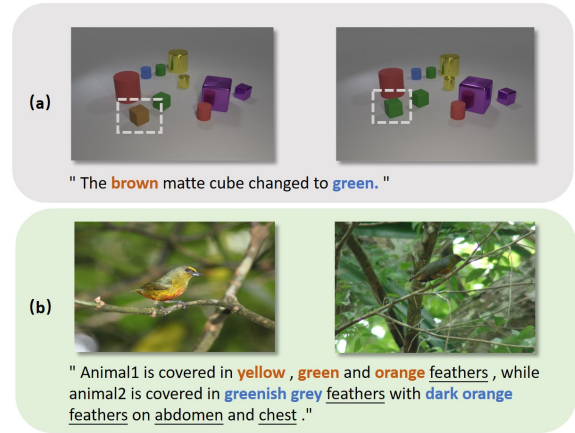 (a)
" The brown matte cube changed to green. "
(b)
" Animal1 is covered in yellow , green and orange feathers , while
animal2 is covered in greenish grey feathers with dark orange
feathers on abdomen and chest ."